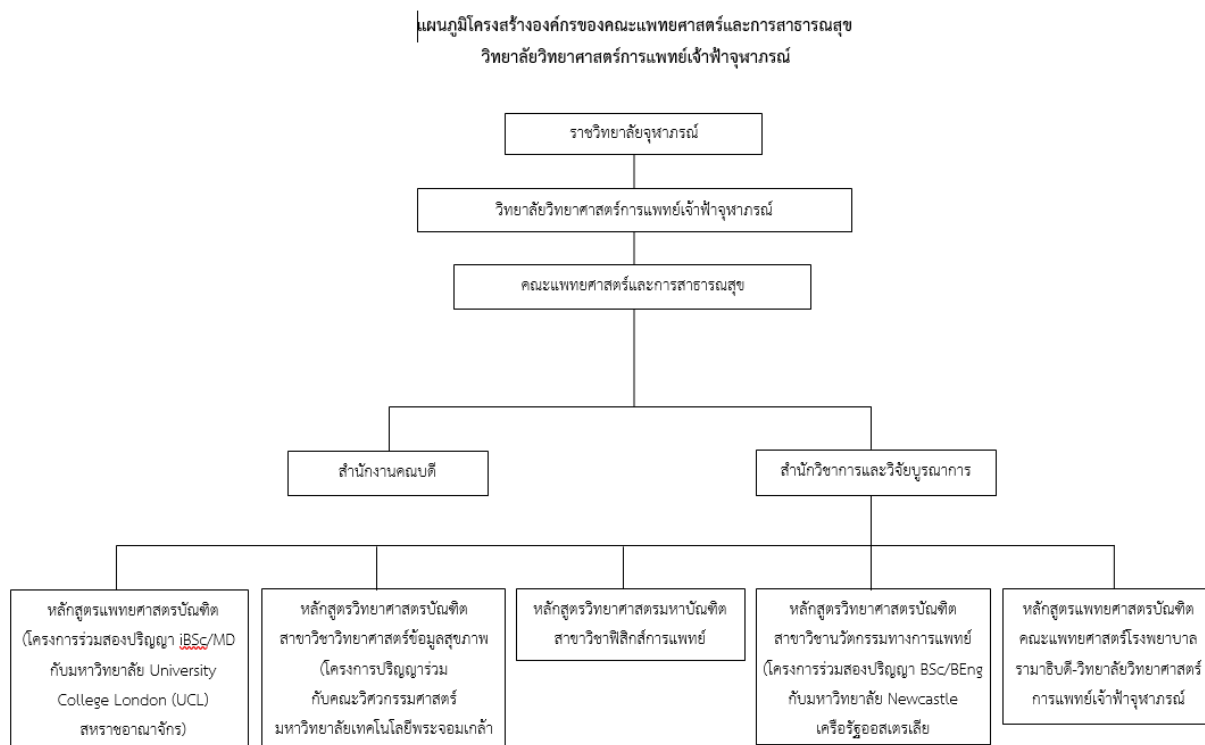 แผนภูมิโครงสร้างองค์กรของคณะแพทยศาสตร์และการสาธารณสุข
วิทยาลัยวิทยาศาสตร์การแพทย์เจ้าฟ้าจุฬาภรณ์
ราชวิทยาลัยจุฬาภรณ์
วิทยาลัยวิทยาศาสตร์การแพทย์เจ้าฟ้าจุฬาภรณ์
คณะแพทยศาสตร์และการสาธารณสุข
สำนักงานคณบดี
สำนักวิชาการและวิจัยบูรณาการ
หลักสูตรแพทยศาสตรบัณฑิต
(โครงการร่วมสองปริญญา iBSc/MD
กับมหาวิทยาลัย University
College London (UCL)
สหราชอาณาจักร)
หลักสูตรวิทยาศาสตรบัณฑิต
สาขาวิชาวิทยาศาสตร์ข้อมูลสุขภาพ
(โครงการปริญญาร่วม
กับคณะวิศวกรรมศาสตร์
มหาวิทยาลัยเทคโนโลยีพระจอมเกล้า
หลักสูตรวิทยาศาสตรมหาบัณฑิต
สาขาวิชาฟิสิกส์การแพทย์
หลักสูตรวิทยาศาสตรบัณฑิต
สาขาวิชานวัตกรรมทางการแพทย์
(โครงการร่วมสองปริญญา BSc/BEng
กับมหาวิทยาลัย Newcastle
เครือรัฐออสเตรเลีย
หลักสูตรแพทยศาสตรบัณฑิต
คณะแพทยศาสตร์โรงพยาบาล
รามาธิบดี-วิทยาลัยวิทยาศาสตร์
การแพทย์เจ้าฟ้าจุฬาภรณ์